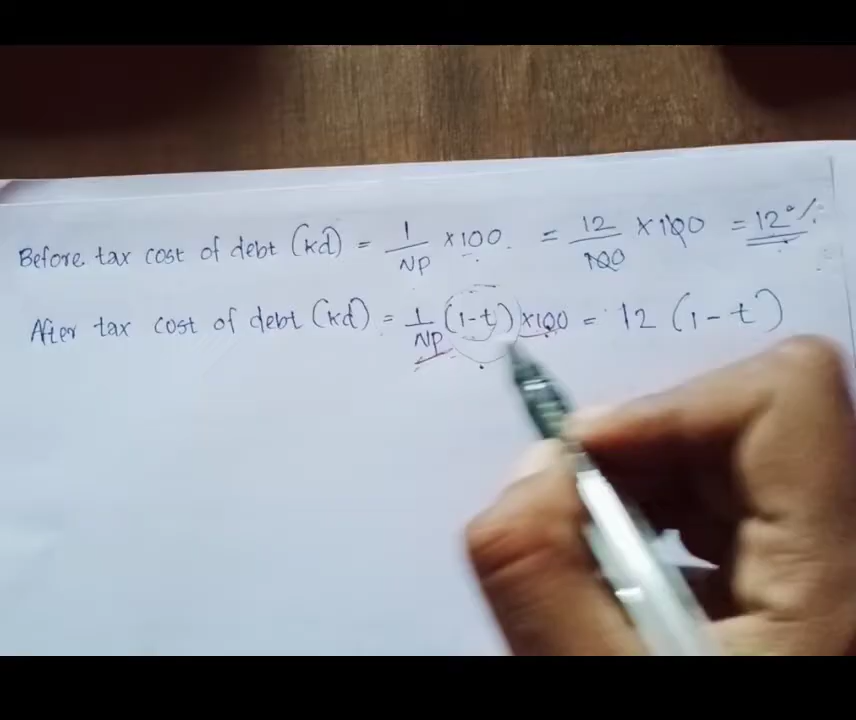 Before tax cost of debt (kd) = I/NP ×100. = 12/100 ×100 = 12%
After tax cost of debt (kd) = I/NP (1-t) ×100 = 12 (1-t)